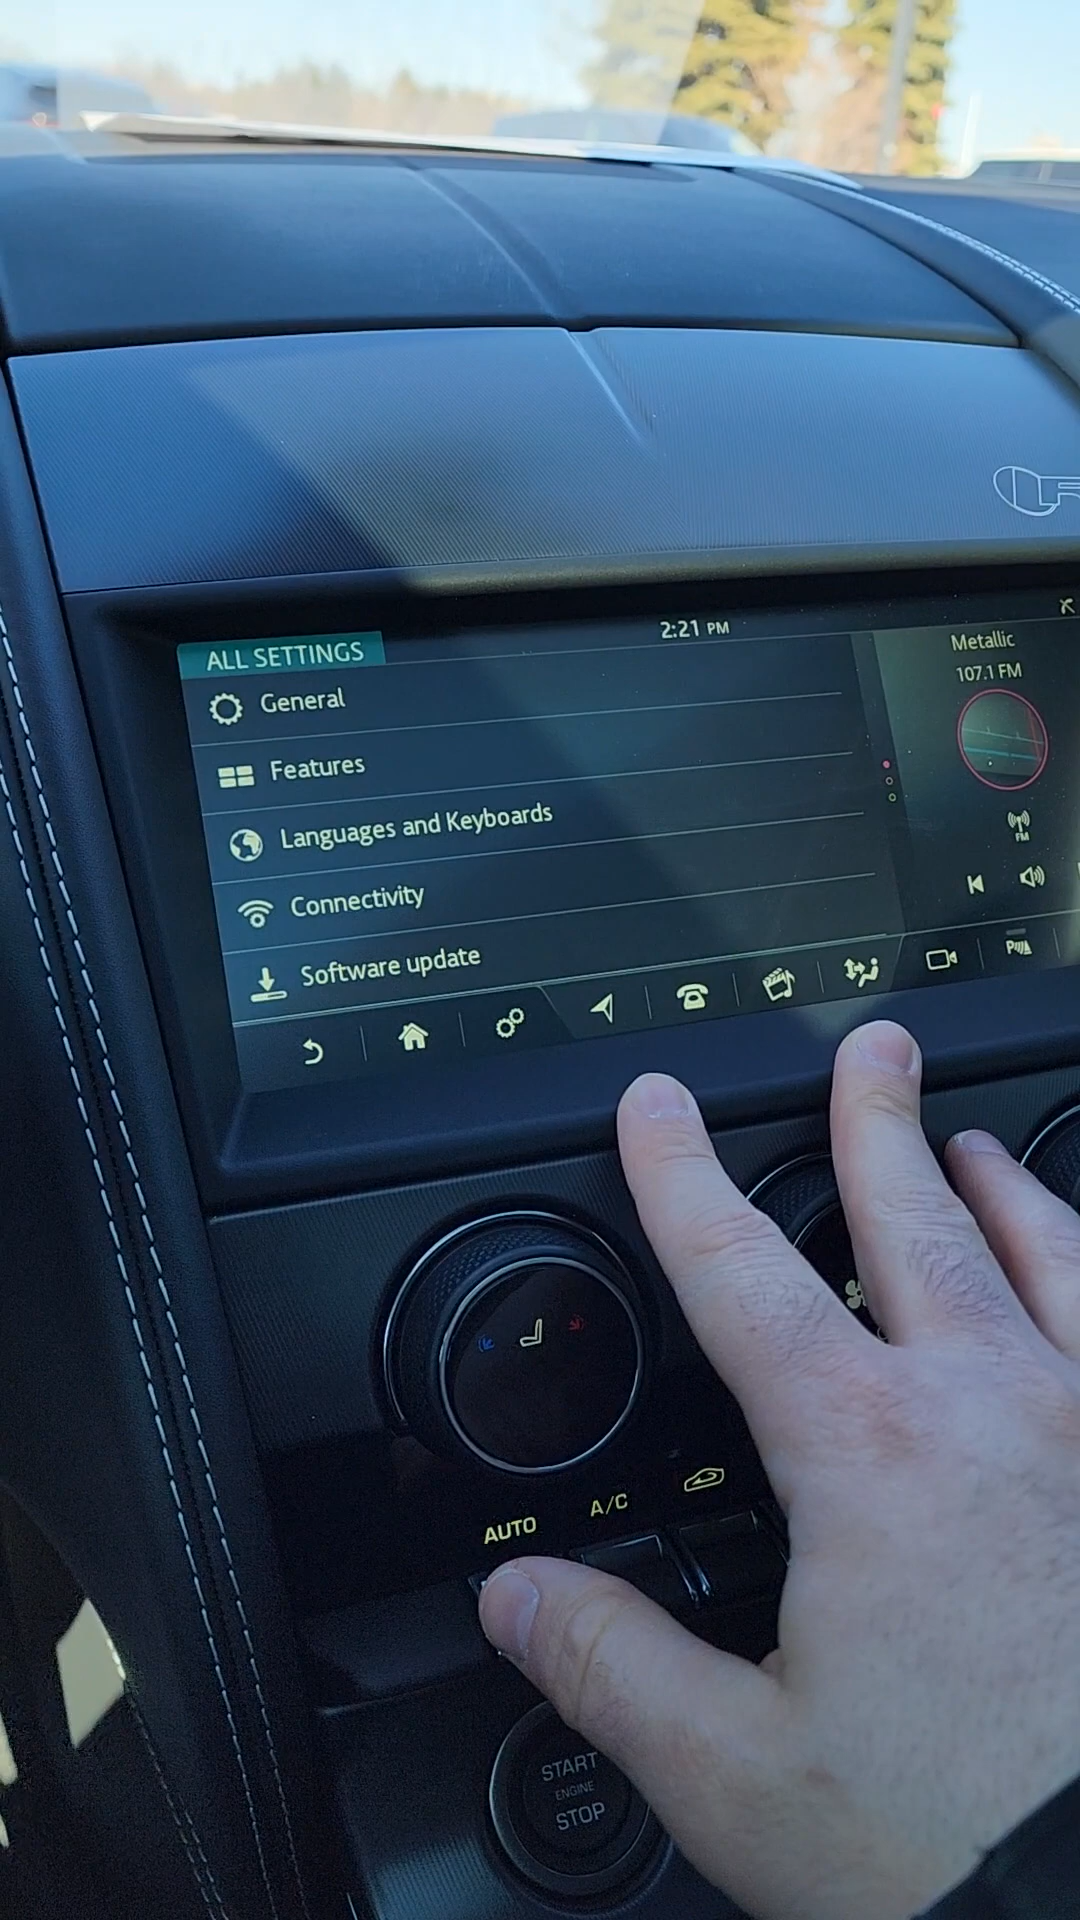 2:21 PM
ALL SETTINGS
General
Features
Languages and Keyboards
Connectivity
Software update
Metallic
107.1 FM
FM
P
AUTO
A/C
START
ENGINE
STOP